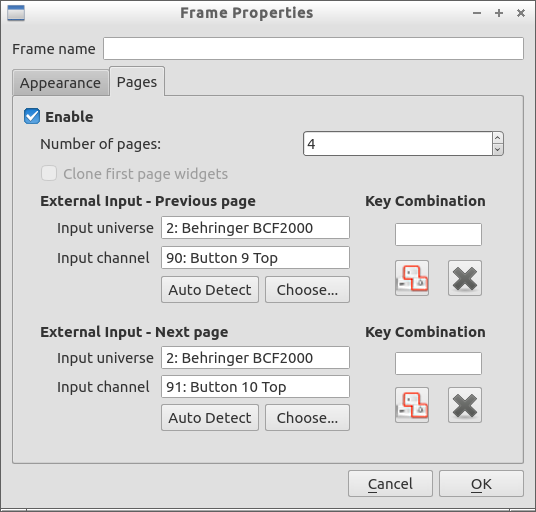 Frame Properties
Frame name
Appearance Pages
Enable
Number of pages: 4
Clone first page widgets
External Input - Previous page Key Combination
Input universe 2: Behringer BCF2000
Input channel 90: Button 9 Top
Auto Detect Choose...
External Input - Next page Key Combination
Input universe 2: Behringer BCF2000
Input channel 91: Button 10 Top
Auto Detect Choose...
Cancel OK